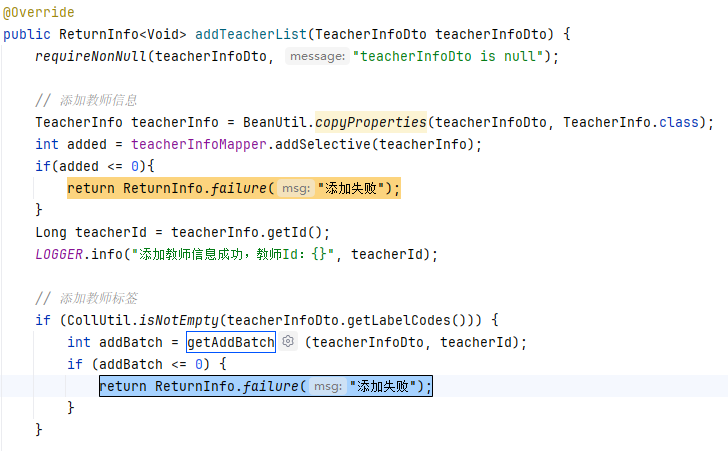 @Override
public ReturnInfo<Void> addTeacherList(TeacherInfoDto teacherInfoDto) {
requireNonNull(teacherInfoDto, message: "teacherInfoDto is null");
// 添加教师信息
TeacherInfo teacherInfo = BeanUtil.copyProperties(teacherInfoDto, TeacherInfo.class);
int added = teacherInfoMapper.addSelective(teacherInfo);
if(added <= 0){
return ReturnInfo.failure( msg: "添加失败");
}
Long teacherId = teacherInfo.getId();
LOGGER.info("添加教师信息成功，教师Id：{}", teacherId);
// 添加教师标签
if (CollUtil.isNotEmpty(teacherInfoDto.getLabelCodes())) {
int addBatch = getAddBatch (teacherInfoDto, teacherId);
if (addBatch <= 0) {
return ReturnInfo.failure( msg: "添加失败");
}
}